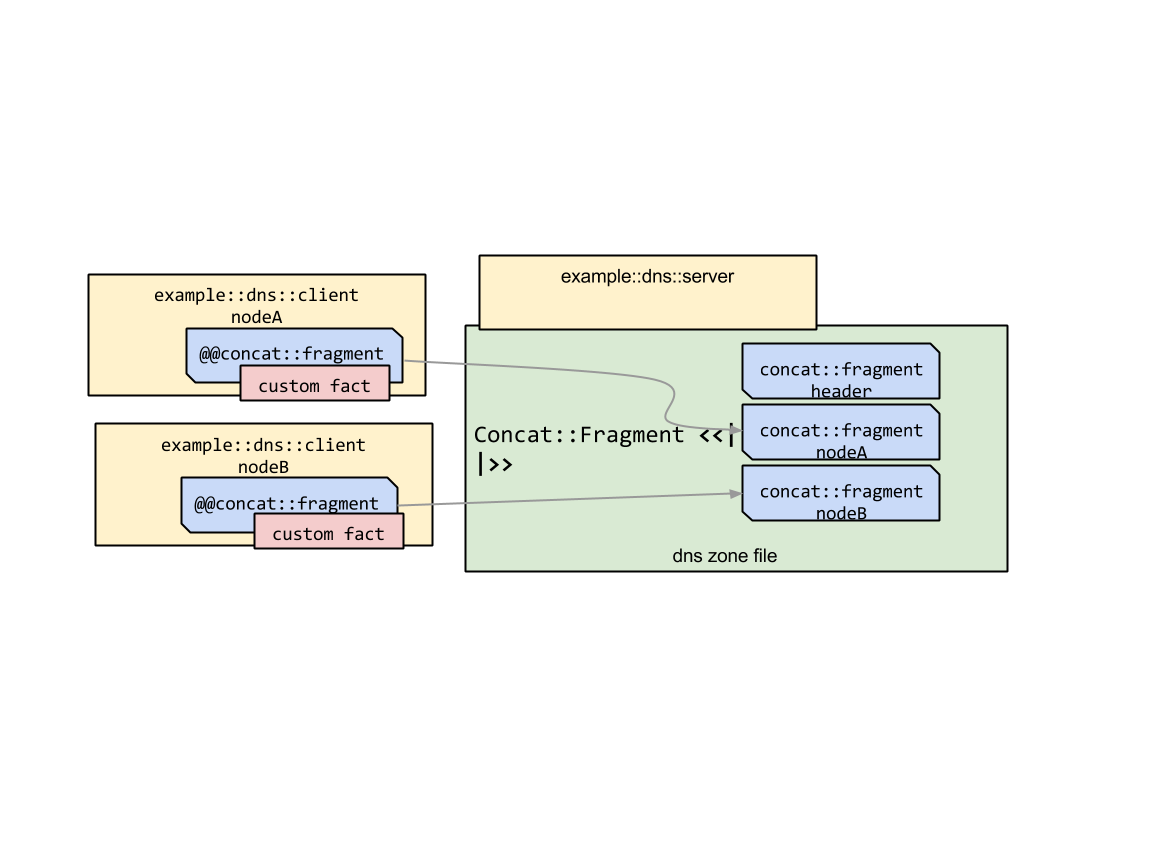 example::dns::client
nodeA
@@concat::fragment
custom fact
example::dns::client
nodeB
@@concat::fragment
custom fact
example::dns::server
concat::fragment
header
concat::fragment
nodeA
Concat::Fragment <<|
|>>
concat::fragment
nodeB
dns zone file